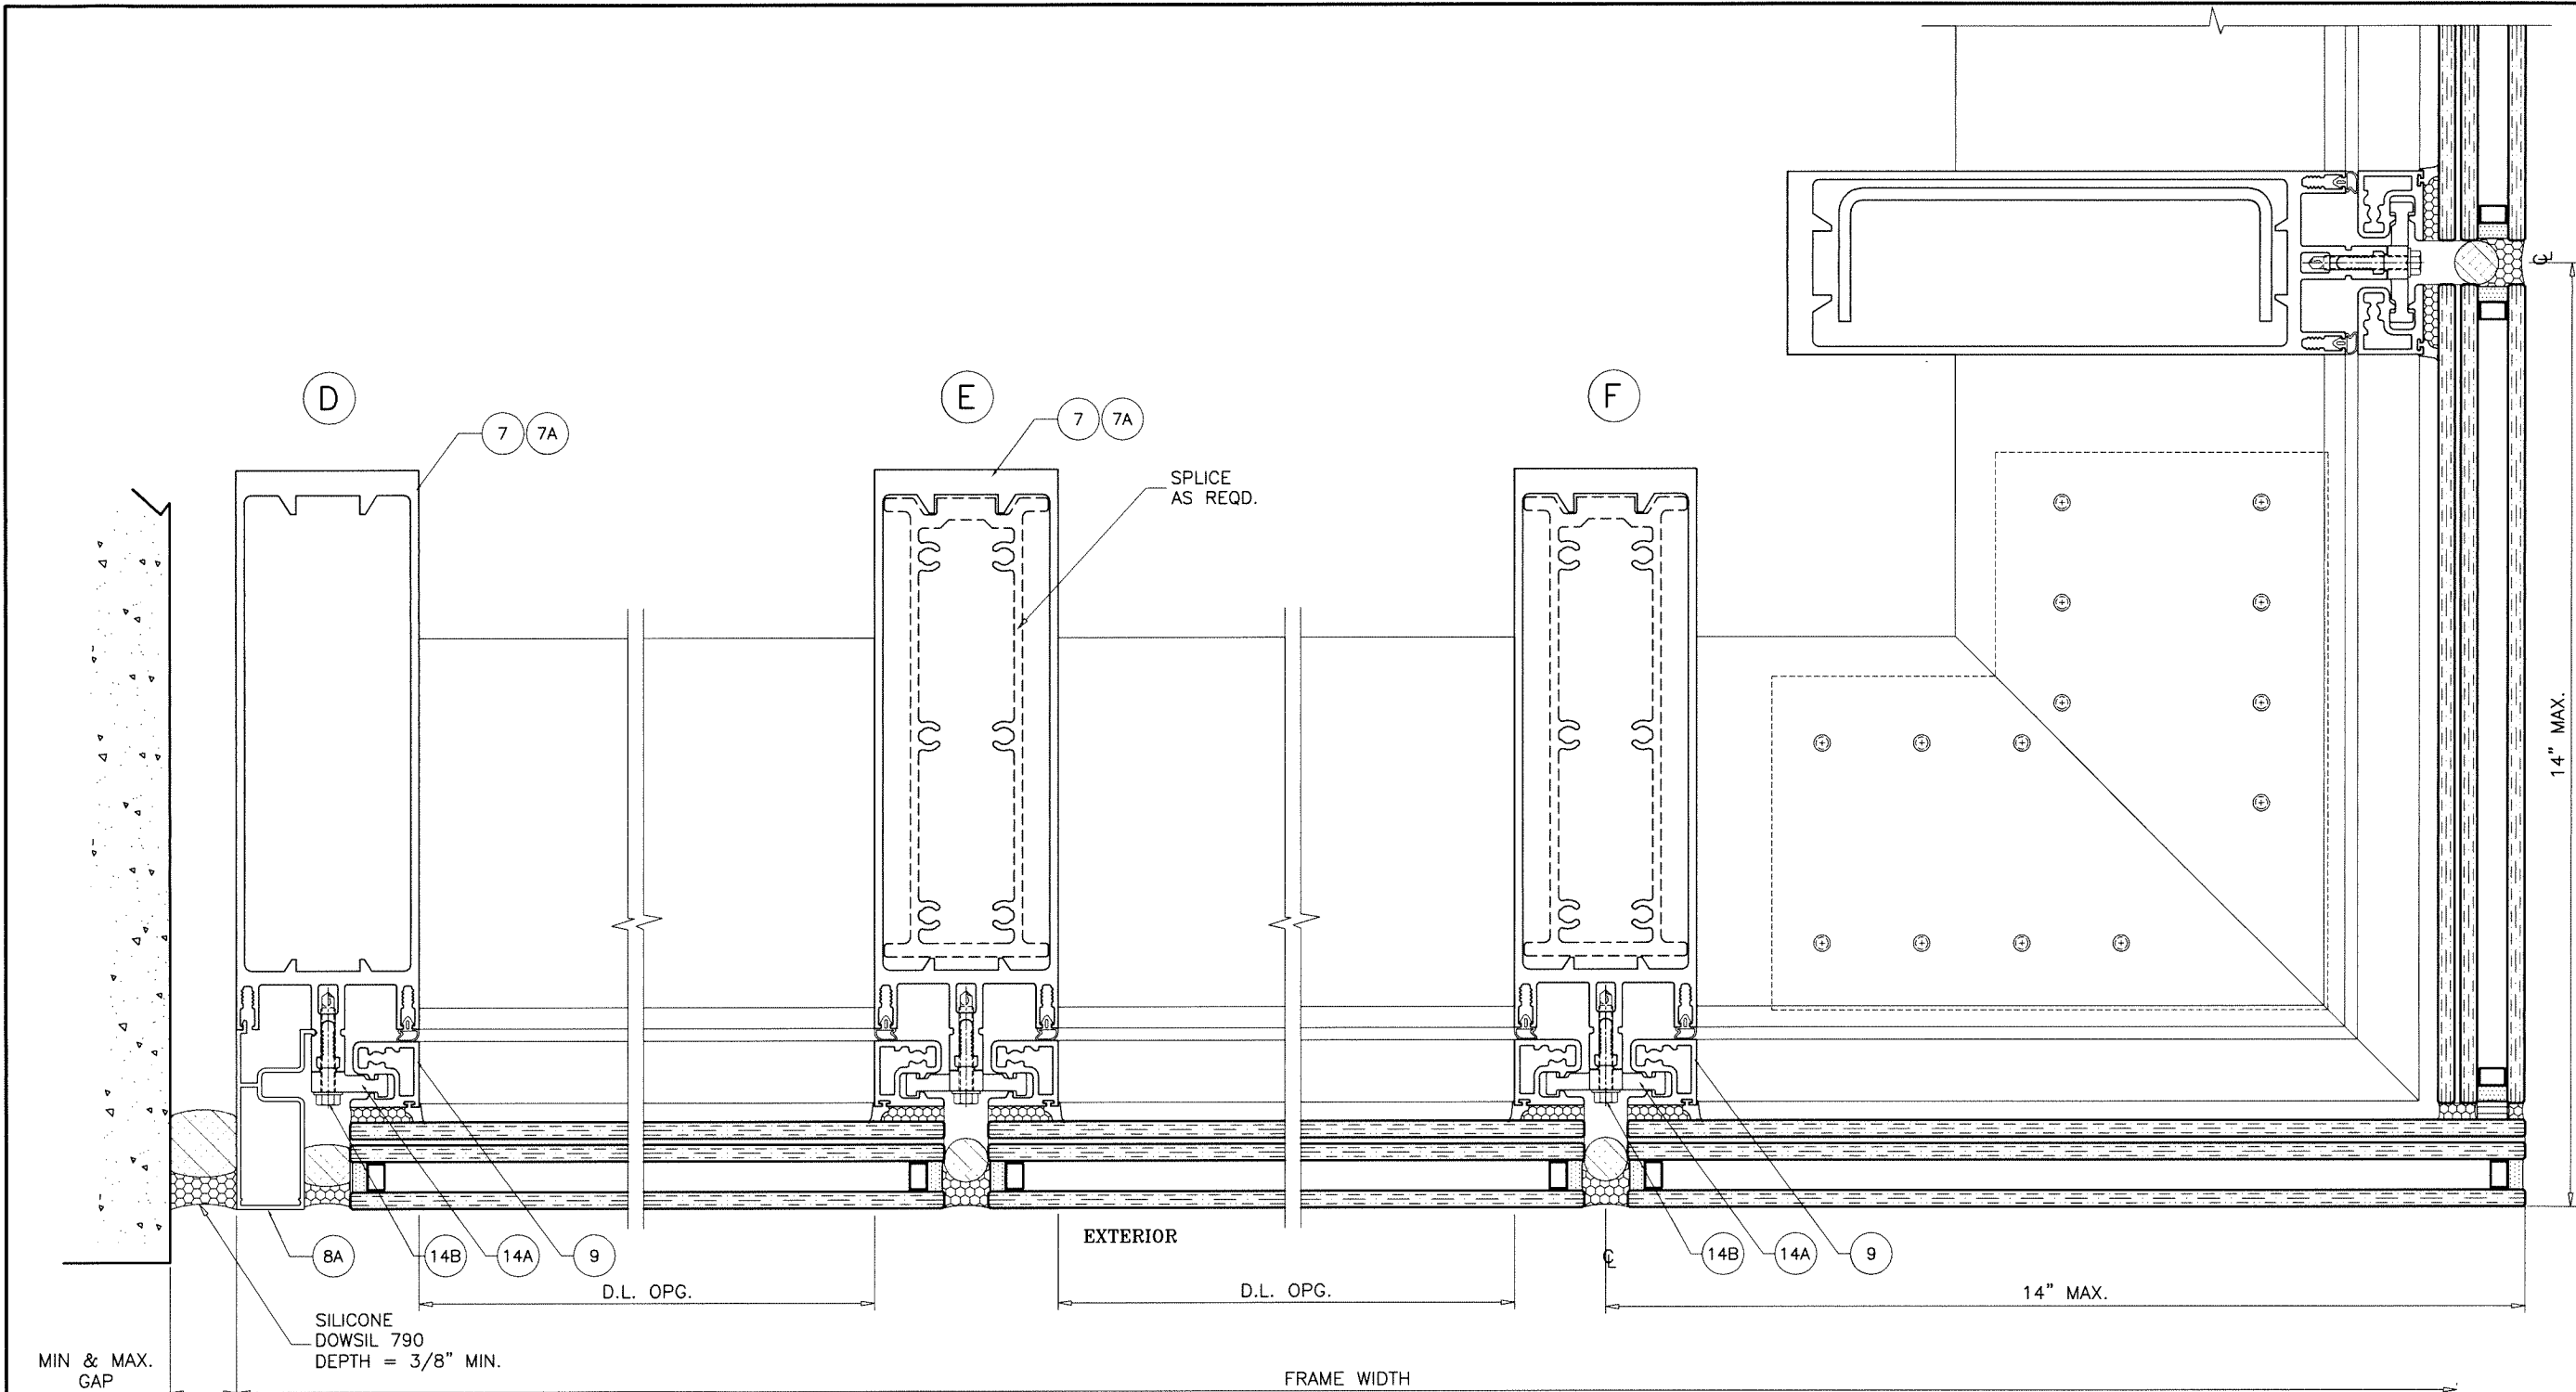 D
E
F
7 7A
7 7A
SPLICE
AS REQD.
14" MAX.
℄
EXTERIOR
8A
14B
14A
9
℄
14B
14A
9
D.L. OPG.
D.L. OPG.
14" MAX.
SILICONE
DOWSIL 790
DEPTH = 3/8" MIN.
MIN & MAX.
GAP
FRAME WIDTH